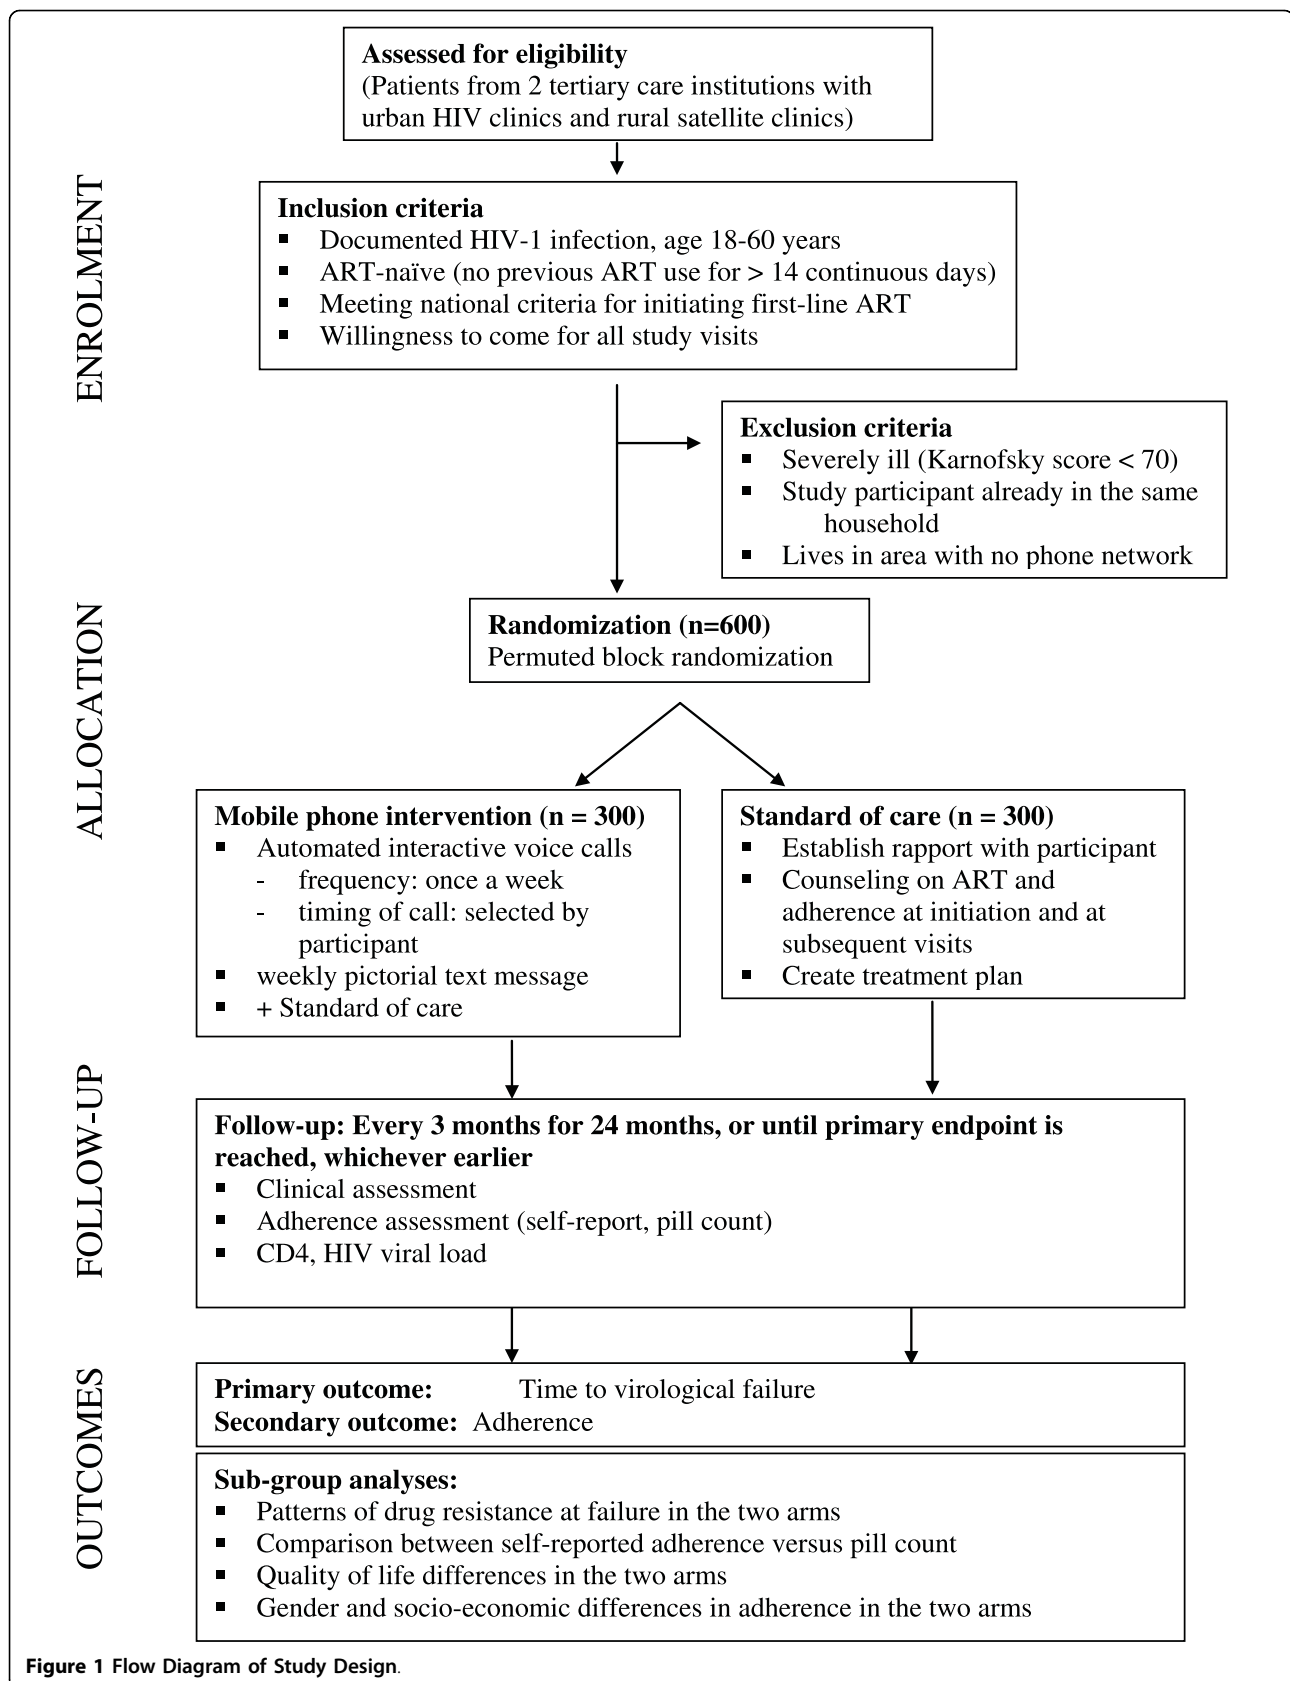 Assessed for eligibility
(Patients from 2 tertiary care institutions with
urban HIV clinics and rural satellite clinics)
ENROLMENT
Inclusion criteria
▪ Documented HIV-1 infection, age 18-60 years
▪ ART-naïve (no previous ART use for > 14 continuous days)
▪ Meeting national criteria for initiating first-line ART
▪ Willingness to come for all study visits
Exclusion criteria
▪ Severely ill (Karnofsky score < 70)
▪ Study participant already in the same
household
▪ Lives in area with no phone network
ALLOCATION
Randomization (n=600)
Permuted block randomization
Mobile phone intervention (n = 300)
▪ Automated interactive voice calls
- frequency: once a week
- timing of call: selected by
participant
▪ weekly pictorial text message
▪ + Standard of care
Standard of care (n = 300)
▪ Establish rapport with participant
▪ Counseling on ART and
adherence at initiation and at
subsequent visits
▪ Create treatment plan
FOLLOW-UP
Follow-up: Every 3 months for 24 months, or until primary endpoint is
reached, whichever earlier
▪ Clinical assessment
▪ Adherence assessment (self-report, pill count)
▪ CD4, HIV viral load
OUTCOMES
Primary outcome: Time to virological failure
Secondary outcome: Adherence
Sub-group analyses:
▪ Patterns of drug resistance at failure in the two arms
▪ Comparison between self-reported adherence versus pill count
▪ Quality of life differences in the two arms
▪ Gender and socio-economic differences in adherence in the two arms
Figure 1 Flow Diagram of Study Design.